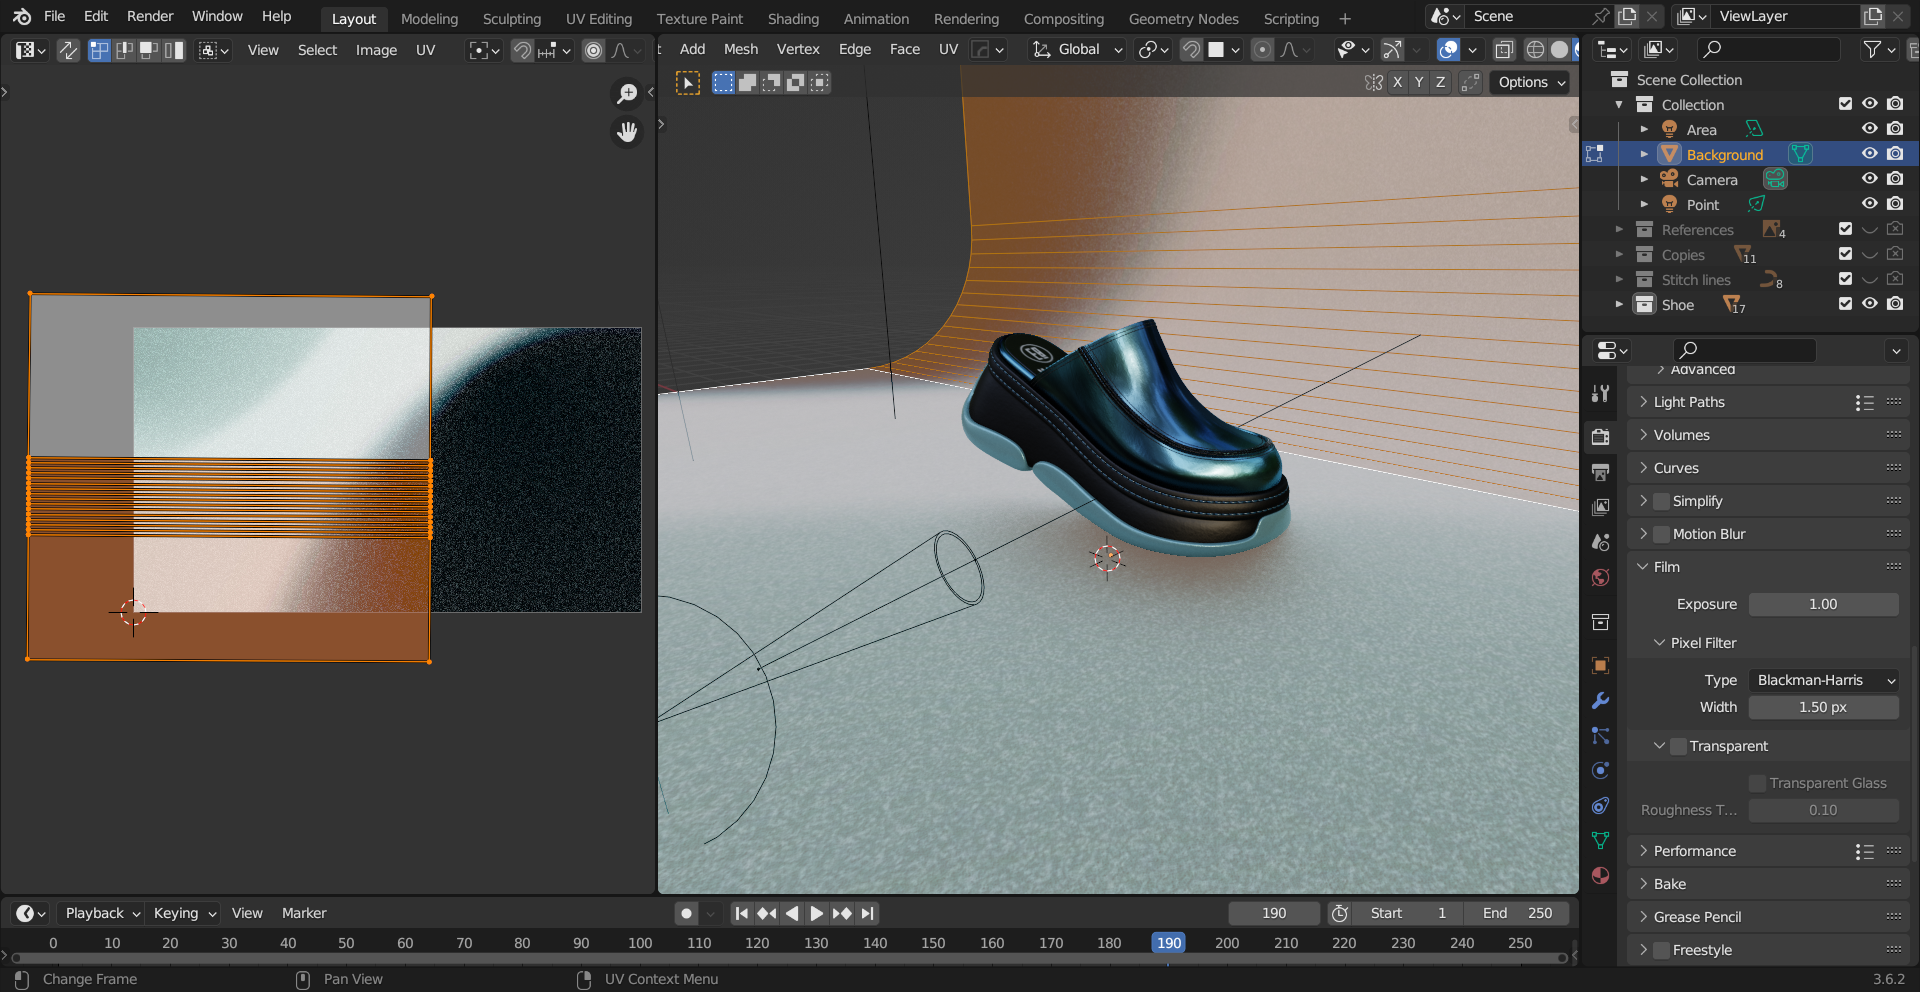 File Edit Render Window Help Layout Modeling Sculpting UV Editing Texture Paint Shading Animation Rendering Compositing Geometry Nodes Scripting Scene ViewLayer
View Select Image UV
Add Mesh Vertex Edge Face UV Global
X Y Z Options
Scene Collection
Collection
Area
Background
Camera
Point
References 4
Copies 11
Stitch lines 8
Shoe 17
Advanced
Light Paths
Volumes
Curves
Simplify
Motion Blur
Film
Exposure 1.00
Pixel Filter
Type Blackman-Harris
Width 1.50 px
Transparent
Transparent Glass
Roughness T... 0.10
Performance
Bake
Grease Pencil
Freestyle
Playback Keying View Marker 190 Start 1 End 250
0 10 20 30 40 50 60 70 80 90 100 110 120 130 140 150 160 170 180 190 200 210 220 230 240 250
Change Frame Pan View UV Context Menu 3.6.2